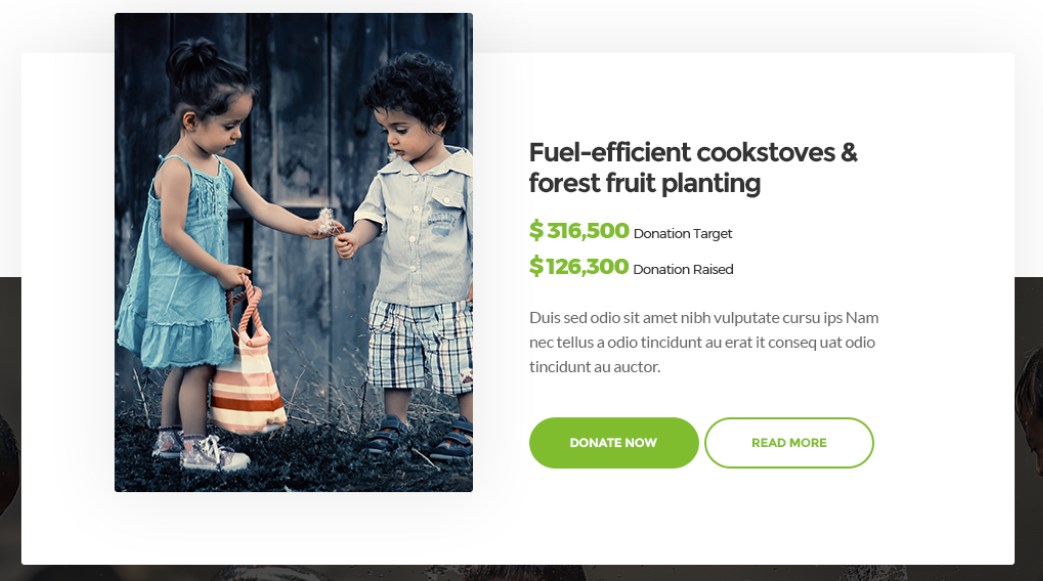 Fuel-efficient cookstoves &
forest fruit planting
$ 316,500 Donation Target
$ 126,300 Donation Raised
Duis sed odio sit amet nibh vulputate cursu ips Nam
nec tellus a odio tincidunt au erat it conseq uat odio
tincidunt au auctor.
DONATE NOW READ MORE